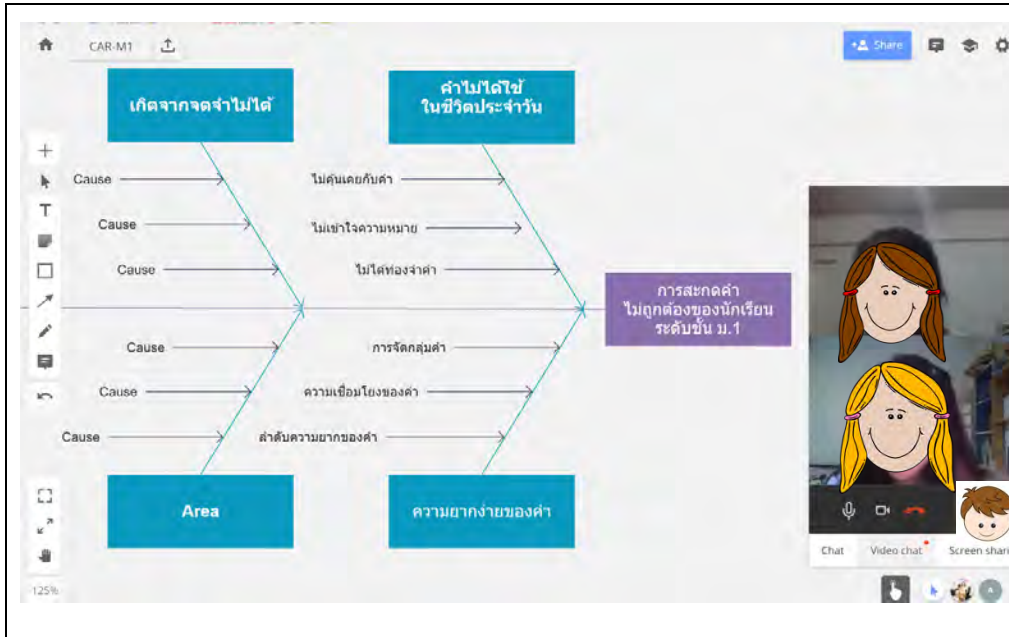 CAR-M1
Share
เกิดจากจดจำไม่ได้
คำไม่ได้ใช้
ในชีวิตประจำวัน
Cause
ไม่คุ้นเคยกับคำ
Cause
ไม่เข้าใจความหมาย
Cause
ไม่ได้ท่องจำคำ
การสะกดคำ
ไม่ถูกต้องของนักเรียน
ระดับชั้น ม.1
Cause
การจัดกลุ่มคำ
Cause
ความเชื่อมโยงของคำ
Cause
ลำดับความยากของคำ
Area
ความยากง่ายของคำ
Chat
Video chat
Screen shari
125%